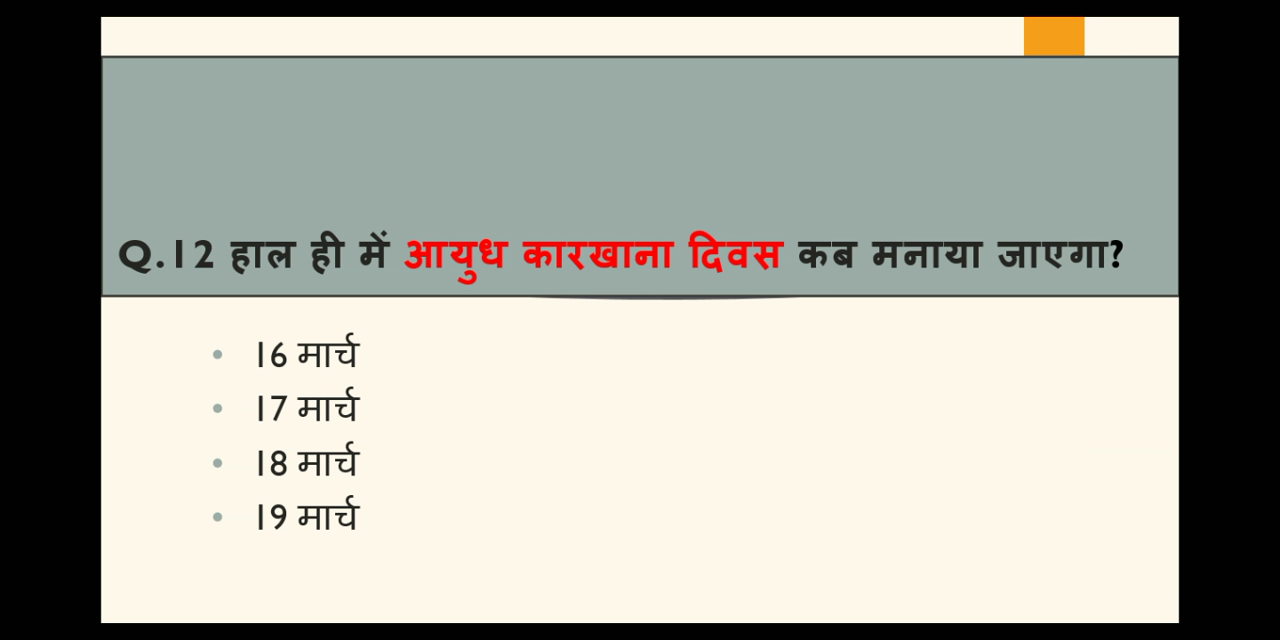 Q.12 हाल ही में आयुध कारखाना दिवस कब मनाया जाएगा?
• 16 मार्च
• 17 मार्च
• 18 मार्च
• 19 मार्च